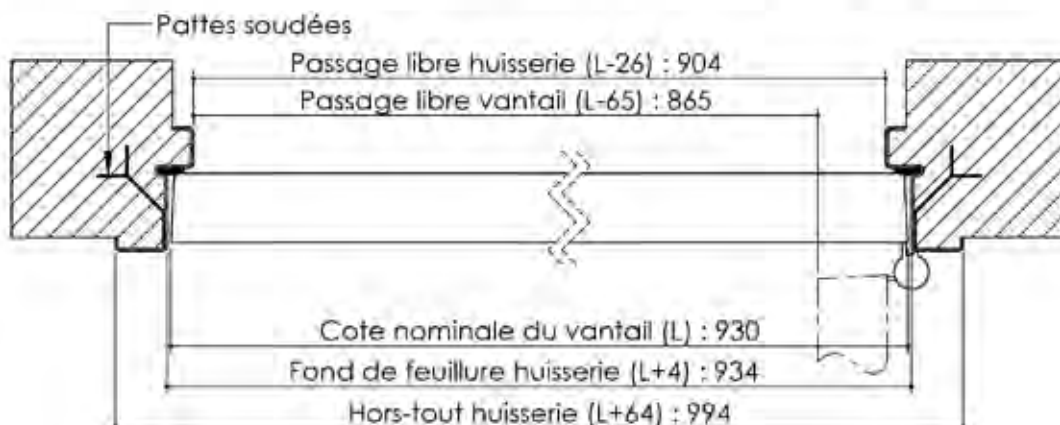 Pattes soudées
Passage libre huisserie (L-26) : 904
Passage libre vantail (L-65) : 865
Cote nominale du vantail (L) : 930
Fond de feuillure huisserie (L+4) : 934
Hors-tout huisserie (L+64) : 994